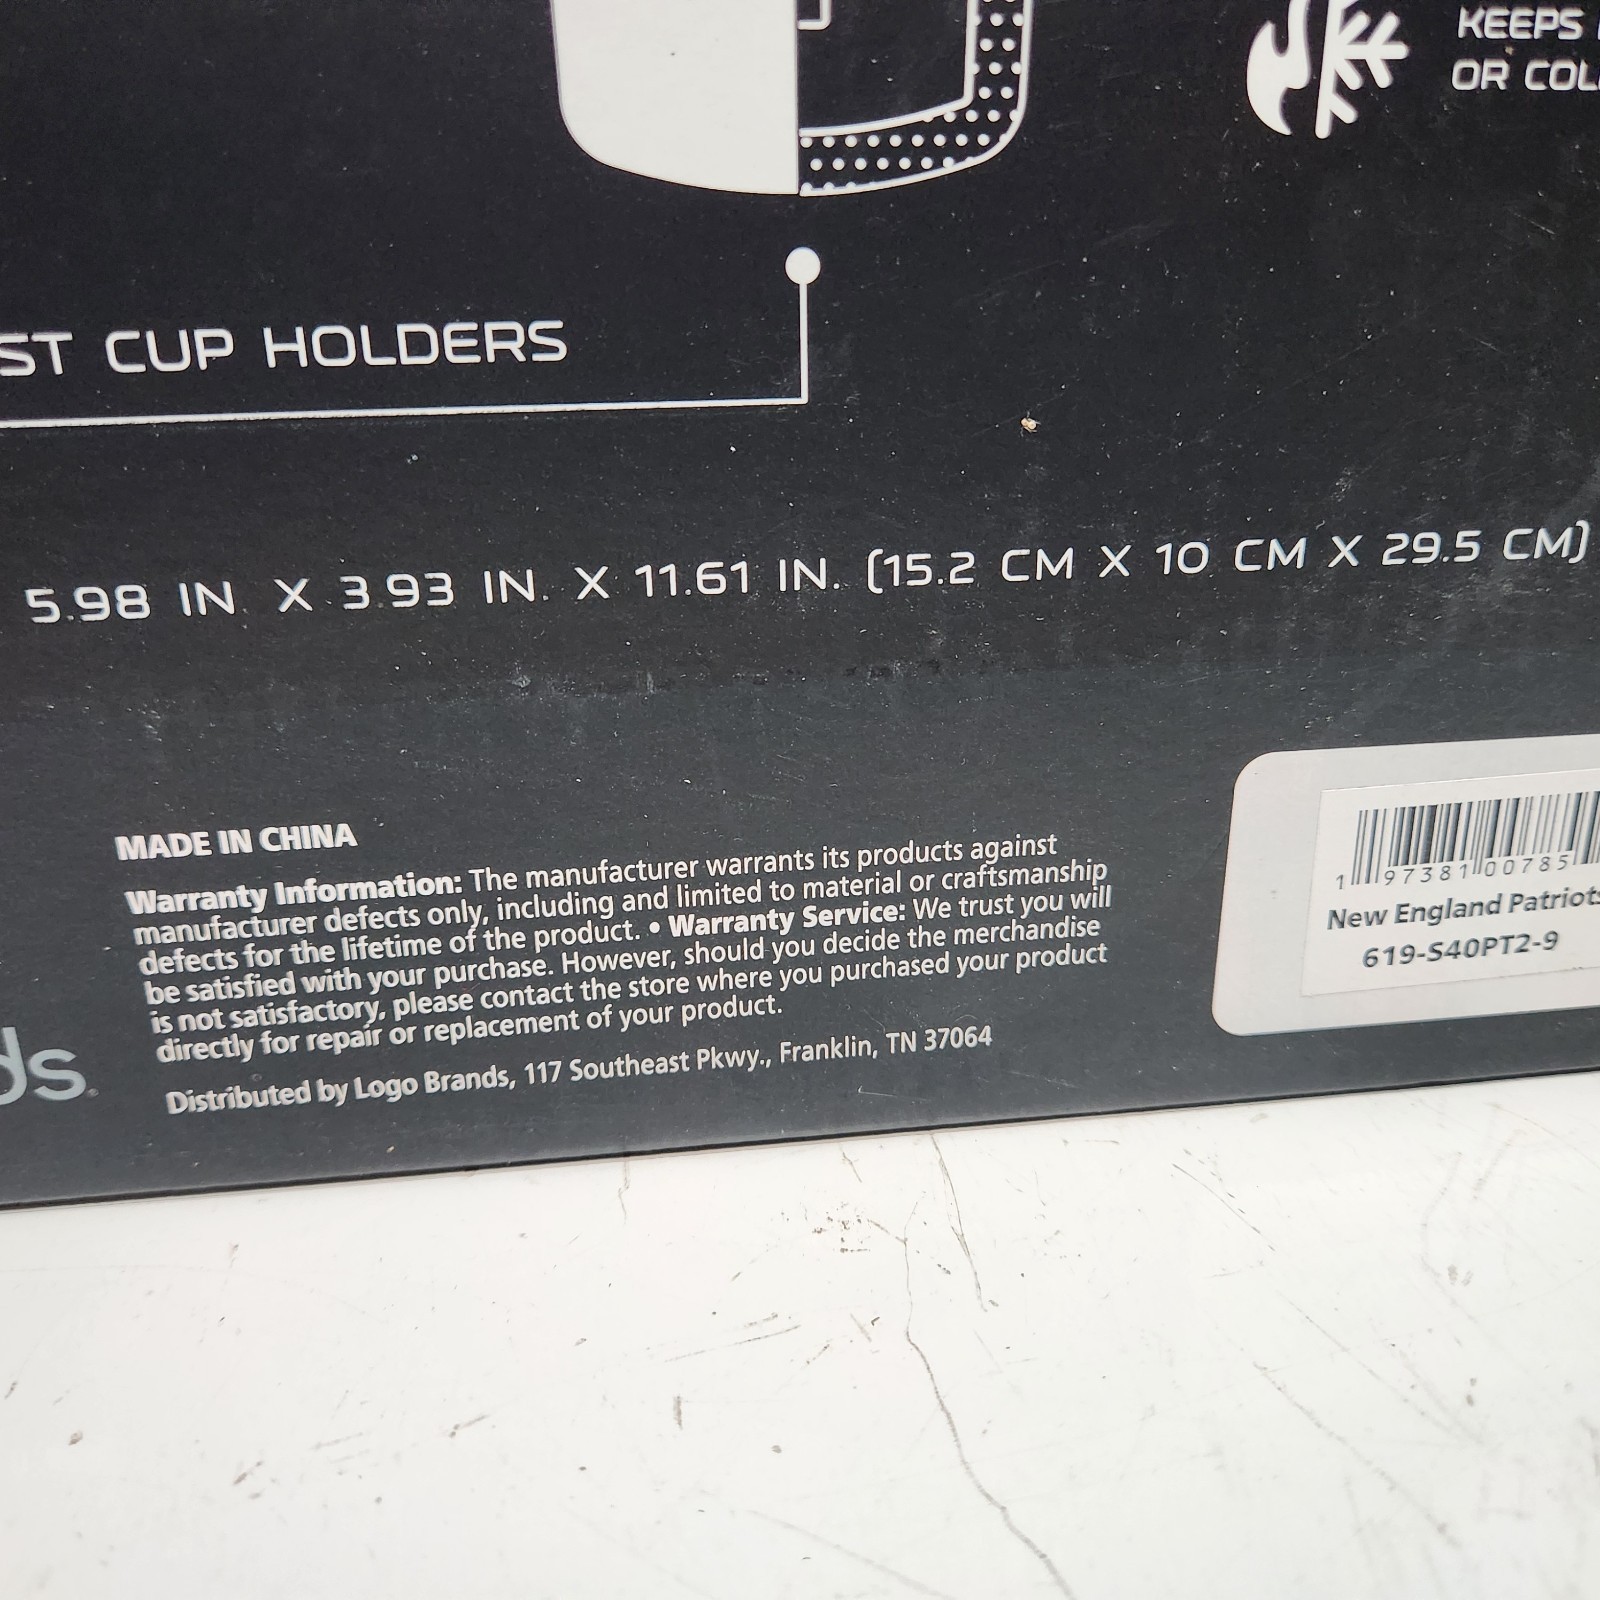 KEEPS
OR COL
ST CUP HOLDERS
5.98 IN. X 3.93 IN. X 11.61 IN. (15.2 CM X 10 CM X 29.5 CM)
MADE IN CHINA
Warranty Information: The manufacturer warrants its products against
manufacturer defects only, including and limited to material or craftsmanship
defects for the lifetime of the product. • Warranty Service: We trust you will
be satisfied with your purchase. However, should you decide the merchandise
is not satisfactory, please contact the store where you purchased your product
directly for repair or replacement of your product.
Distributed by Logo Brands, 117 Southeast Pkwy., Franklin, TN 37064
ds
1 97381 00785
New England Patriots
619-S40PT2-9